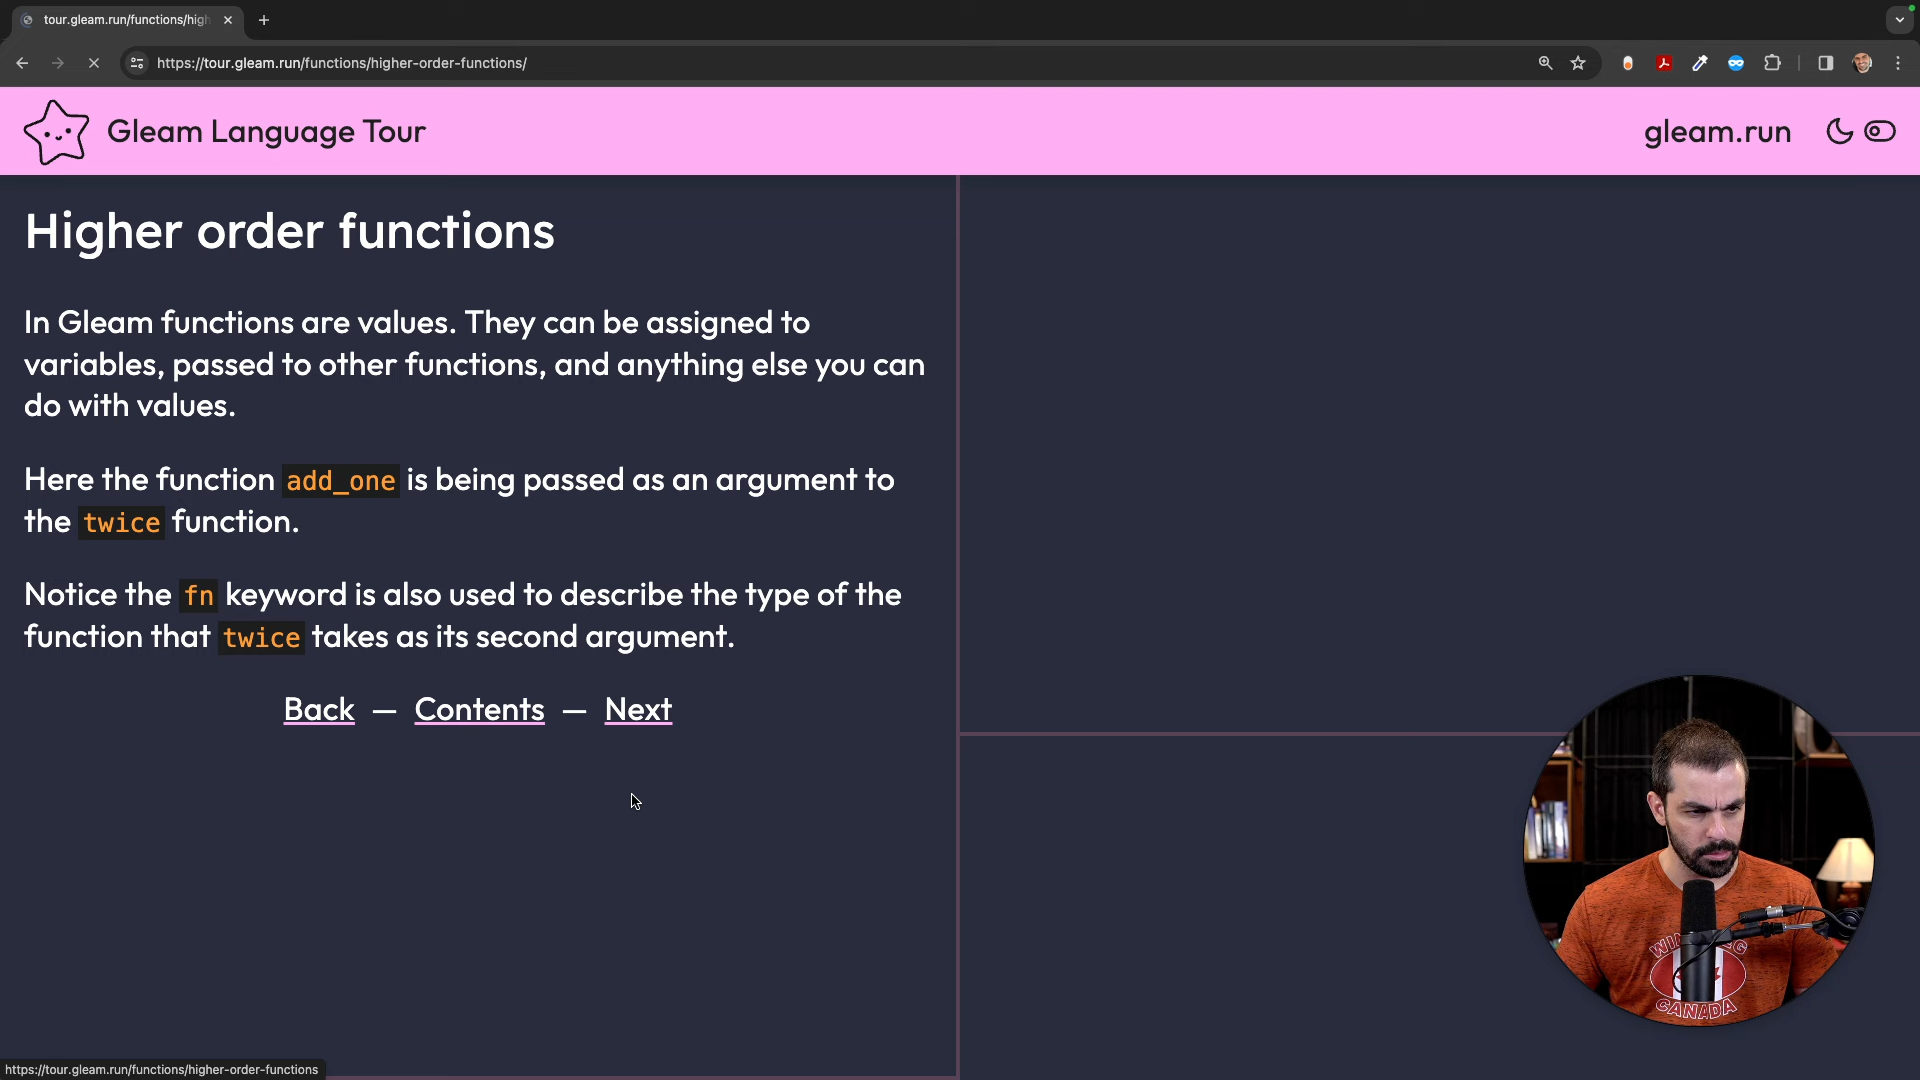 tour.gleam.run/functions/high
https://tour.gleam.run/functions/higher-order-functions/
Gleam Language Tour
gleam.run
Higher order functions
In Gleam functions are values. They can be assigned to
variables, passed to other functions, and anything else you can
do with values.
Here the function add_one is being passed as an argument to
the twice function.
Notice the fn keyword is also used to describe the type of the
function that twice takes as its second argument.
Back — Contents — Next
CANADA
https://tour.gleam.run/functions/higher-order-functions